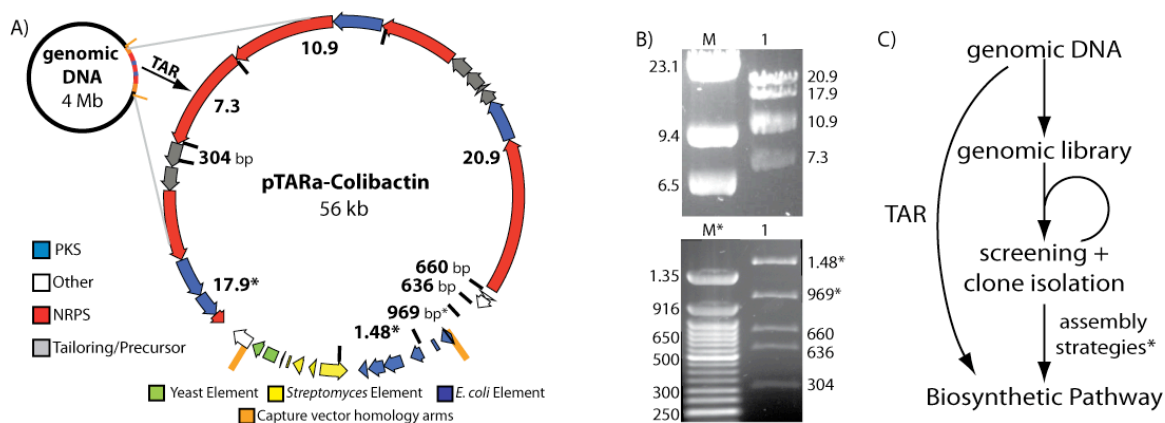 A)
genomic
DNA
4 Mb
TAR
10.9
7.3
304 bp
pTARa-Colibactin
56 kb
20.9
PKS
Other
NRPS
Tailoring/Precursor
17.9*
660 bp
636 bp
969 bp*
1.48*
Yeast Element
Streptomyces Element
E. coli Element
Capture vector homology arms
B)
M 1
23.1
9.4
6.5
20.9
17.9
10.9
7.3
M* 1
1.35
916
650
500
300
250
1.48*
969*
660
636
304
C)
genomic DNA
genomic library
TAR
screening +
clone isolation
assembly
strategies*
Biosynthetic Pathway